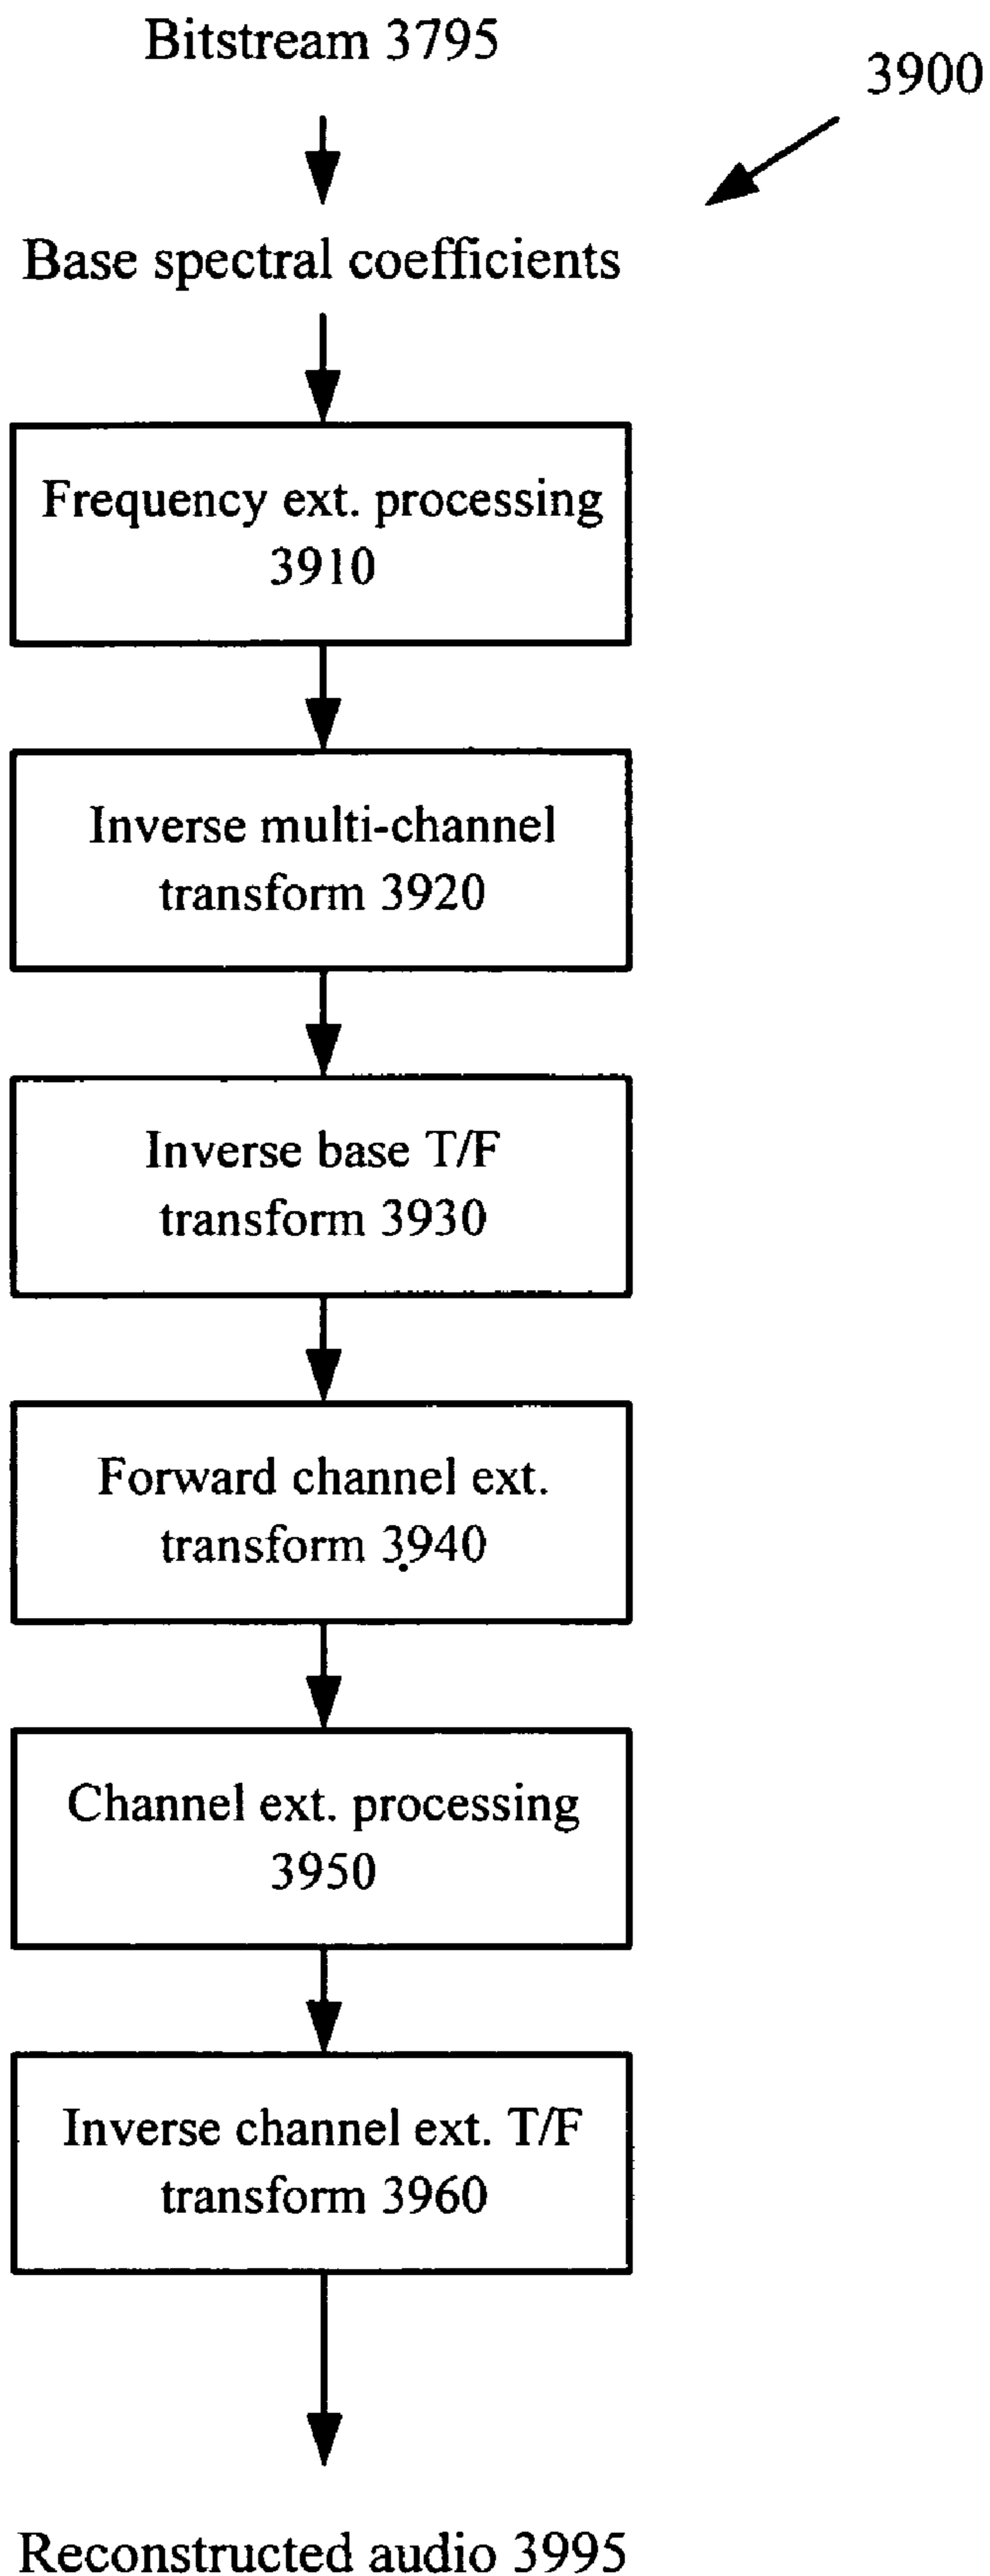 Bitstream 3795
3900
Base spectral coefficients
Frequency ext. processing
3910
Inverse multi-channel
transform 3920
Inverse base T/F
transform 3930
Forward channel ext.
transform 3940
Channel ext. processing
3950
Inverse channel ext. T/F
transform 3960
Reconstructed audio 3995